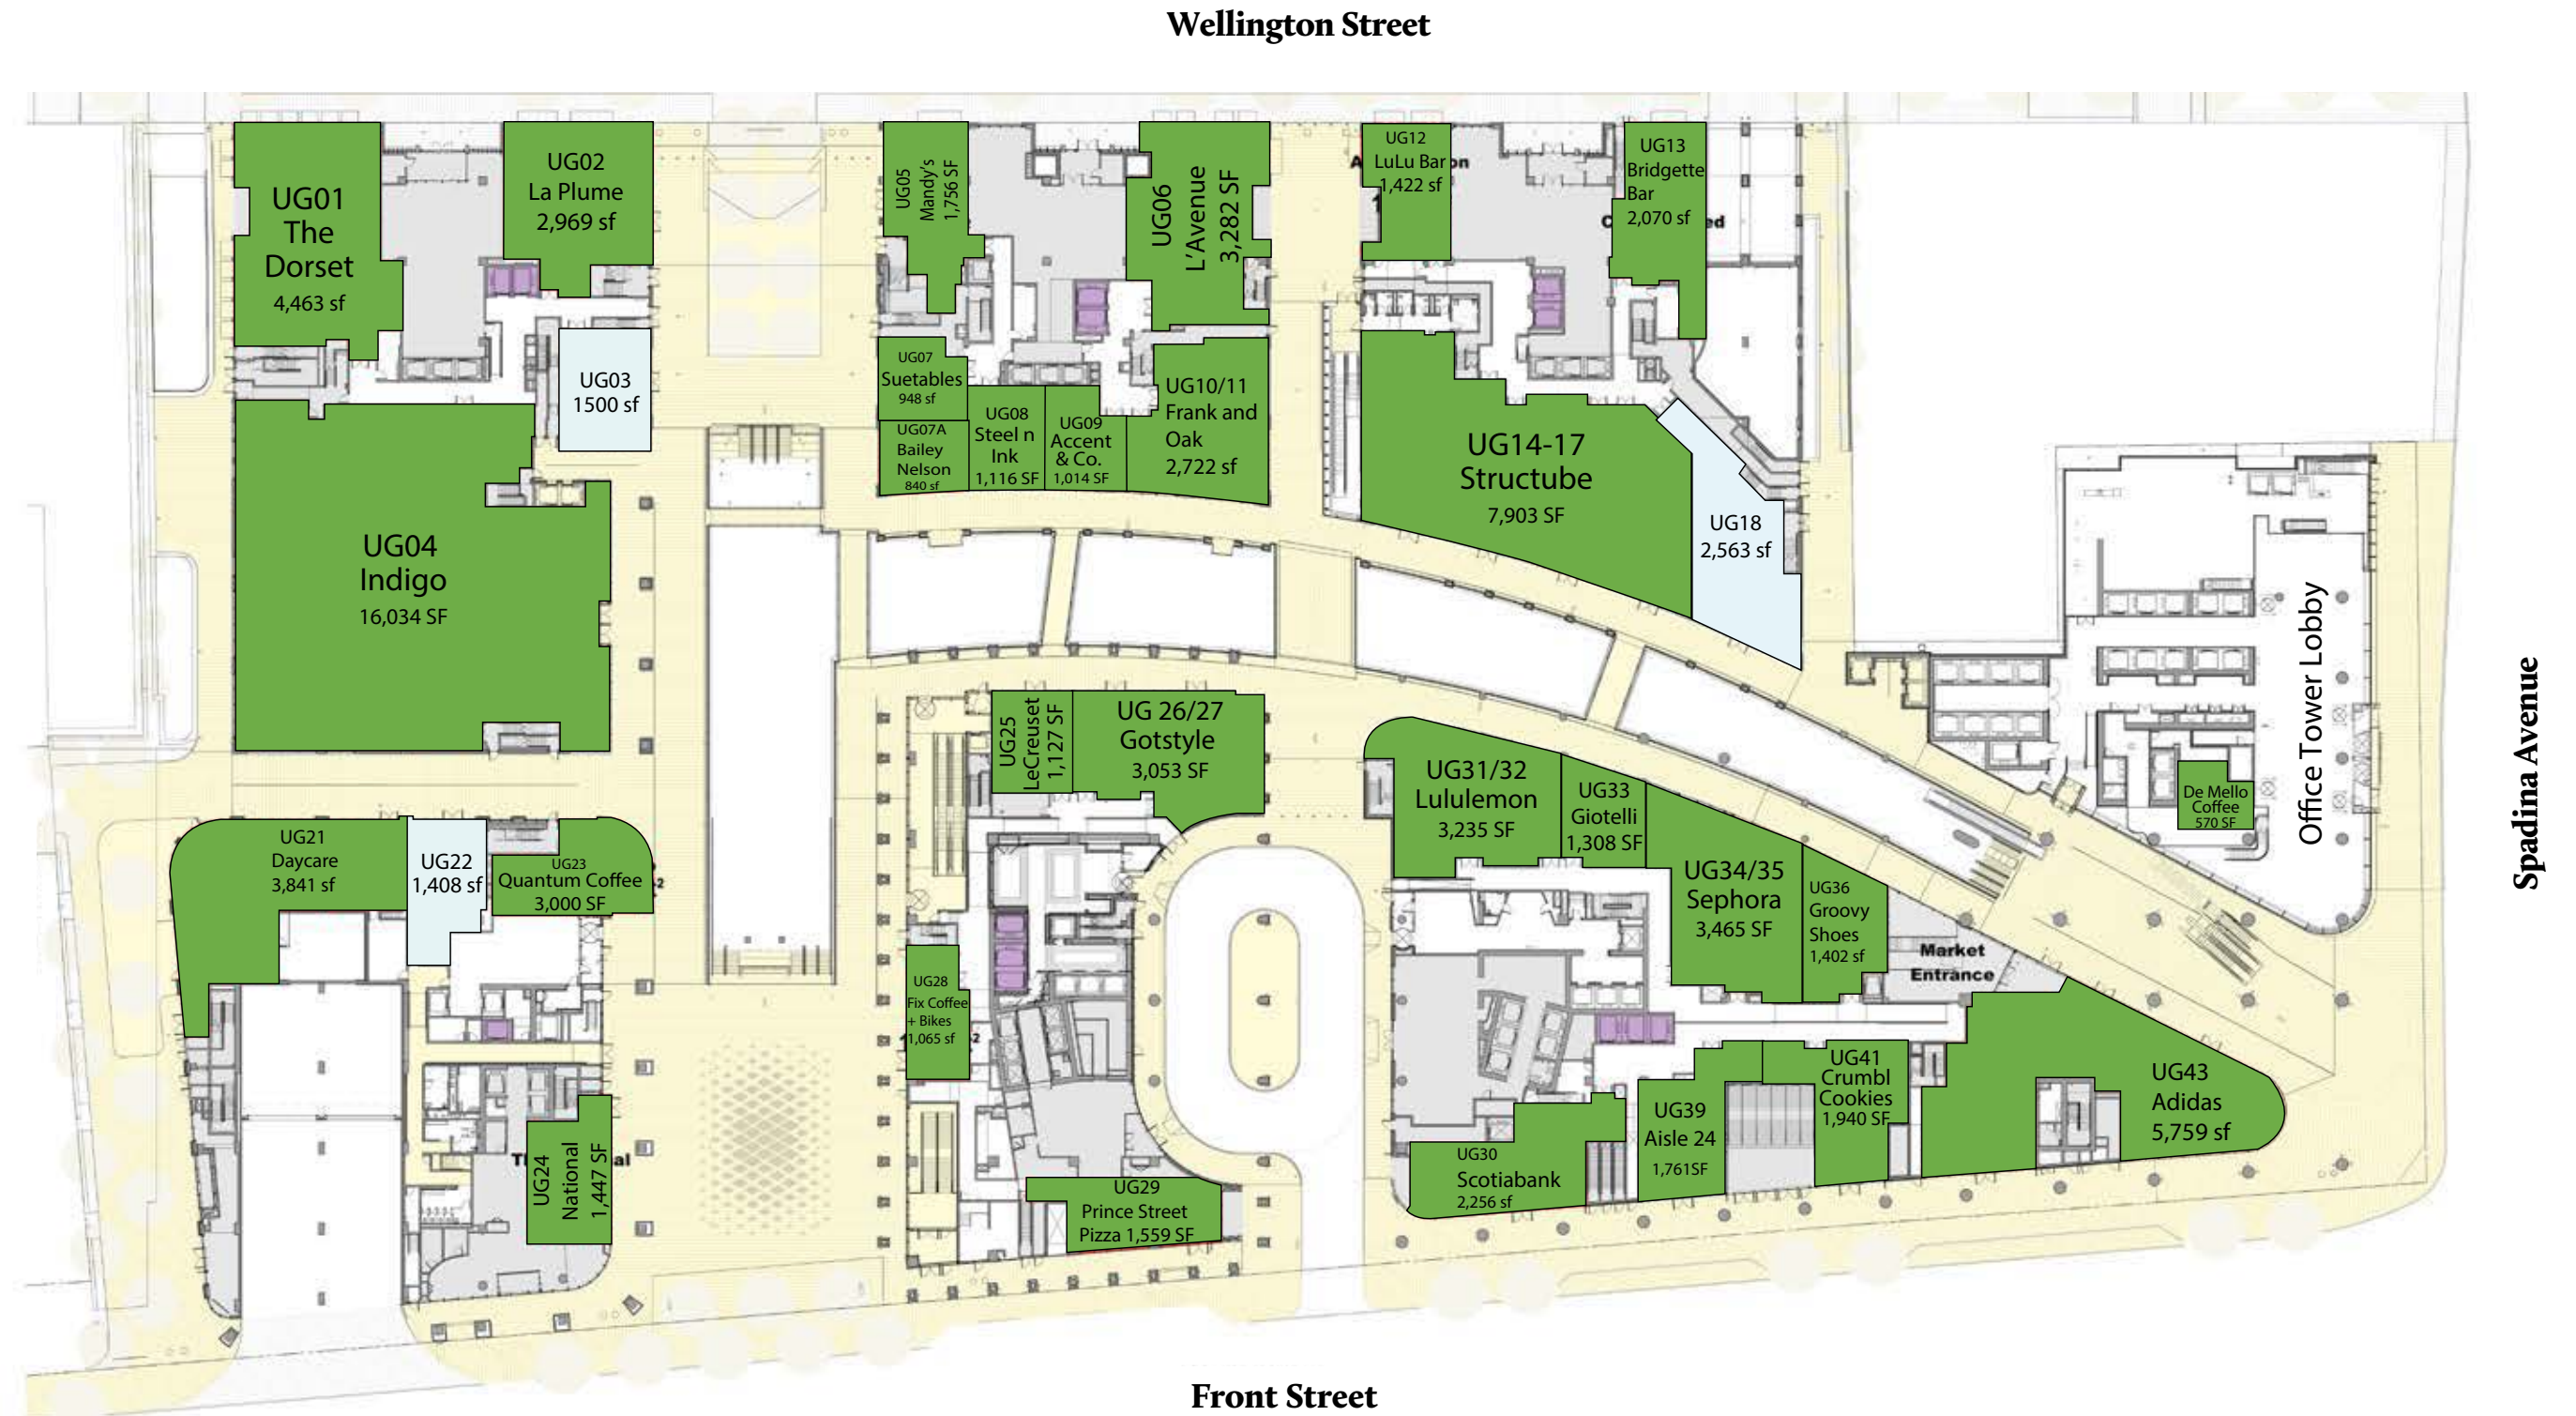 Wellington Street
UG01
The
Dorset
4,463 sf
UG02
La Plume
2,969 sf
UG03
1500 sf
UG04
Indigo
16,034 SF
UG05
Mandy's
1,756 SF
UG06
L'Avenue
3,282 SF
UG07
Suetables
948 sf
UG07A
Bailey
Nelson
840 sf
UG08
Steel n
Ink
1,116 SF
UG09
Accent
& Co.
1,014 SF
UG10/11
Frank and
Oak
2,722 sf
UG12
LuLu Bar
1,422 sf
UG13
Bridgette
Bar
2,070 sf
UG14-17
Structube
7,903 SF
UG18
2,563 sf
Office Tower Lobby
Spadina Avenue
De Mello
Coffee
570 SF
UG21
Daycare
3,841 sf
UG22
1,408 sf
UG23
Quantum Coffee
3,000 SF
UG24
National
1,447 SF
UG25
LeCreuset
1,127 SF
UG 26/27
Gotstyle
3,053 SF
UG28
Fix Coffee
+ Bikes
1,065 sf
UG29
Prince Street
Pizza 1,559 SF
UG31/32
Lululemon
3,235 SF
UG33
Giotelli
1,308 SF
UG34/35
Sephora
3,465 SF
UG36
Groovy
Shoes
1,402 sf
Market
Entrance
UG30
Scotiabank
2,256 sf
UG39
Aisle 24
1,761SF
UG41
Crumbl
Cookies
1,940 SF
UG43
Adidas
5,759 sf
Front Street